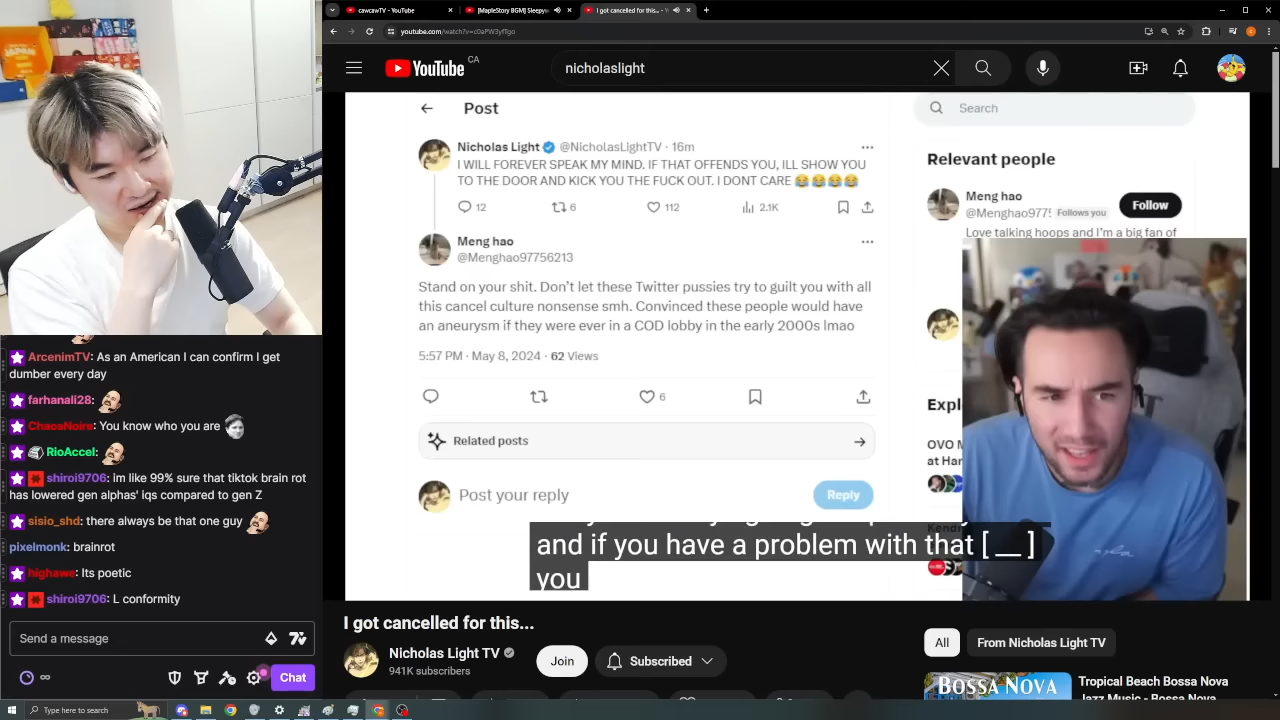 cawcawTV - YouTube
[MapleStory BGM] Sleepyw
I got cancelled for this... - Y
youtube.com/watch?v=c0aPW3yfTgo
YouTube CA
nicholaslight
Post
Search
Nicholas Light @NicholasLightTV · 16m
I WILL FOREVER SPEAK MY MIND. IF THAT OFFENDS YOU, ILL SHOW YOU
TO THE DOOR AND KICK YOU THE FUCK OUT. I DONT CARE 😂😂😂😂
12 6 112 2.1K
Meng hao
@Menghao97756213
Stand on your shit. Don't let these Twitter pussies try to guilt you with all
this cancel culture nonsense smh. Convinced these people would have
an aneurysm if they were ever in a COD lobby in the early 2000s lmao
5:57 PM · May 8, 2024 · 62 Views
6
Related posts
Post your reply
Reply
Relevant people
Meng hao
@Menghao977! Follows you
Follow
Love talking hoops and I'm a big fan of
Expl
OVO M
at Har
and if you have a problem with that [ __ ]
you
I got cancelled for this...
Nicholas Light TV
941K subscribers
Join
Subscribed
All
From Nicholas Light TV
BOSSA NOVA
Tropical Beach Bossa Nova
Jazz Music - Bossa Nova
ArcenimTV: As an American I can confirm I get
dumber every day
farhanali28:
ChaosNoire: You know who you are
RioAccel:
shiroi9706: im like 99% sure that tiktok brain rot
has lowered gen alphas' iqs compared to gen Z
sisio_shd: there always be that one guy
pixelmonk: brainrot
highawe: Its poetic
shiroi9706: L conformity
Send a message
Chat
Type here to search